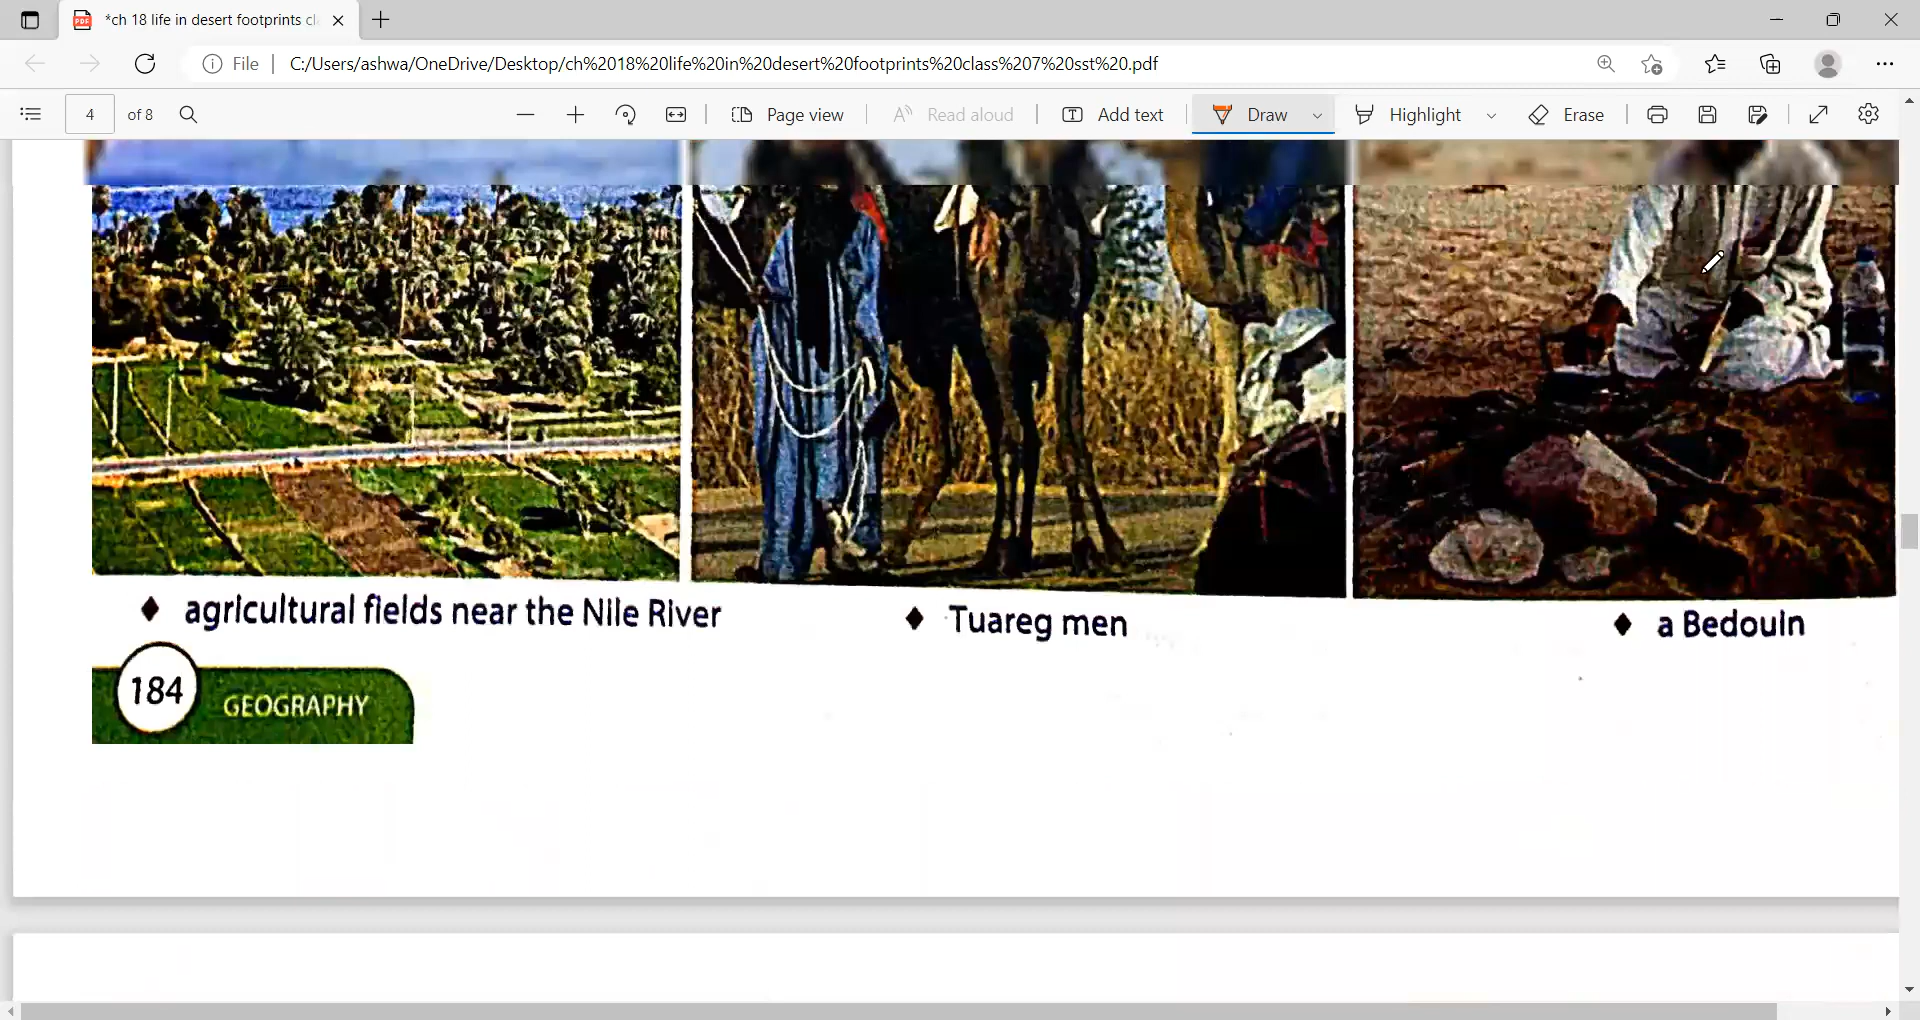 *ch 18 life in desert footprints cl
File
C:/Users/ashwa/OneDrive/Desktop/ch%2018%20life%20in%20desert%20footprints%20class%207%20sst%20.pdf
4 of 8
Page view
Read aloud
Add text
Draw
Highlight
Erase
agricultural fields near the Nile River
Tuareg men
a Bedouin
184 GEOGRAPHY